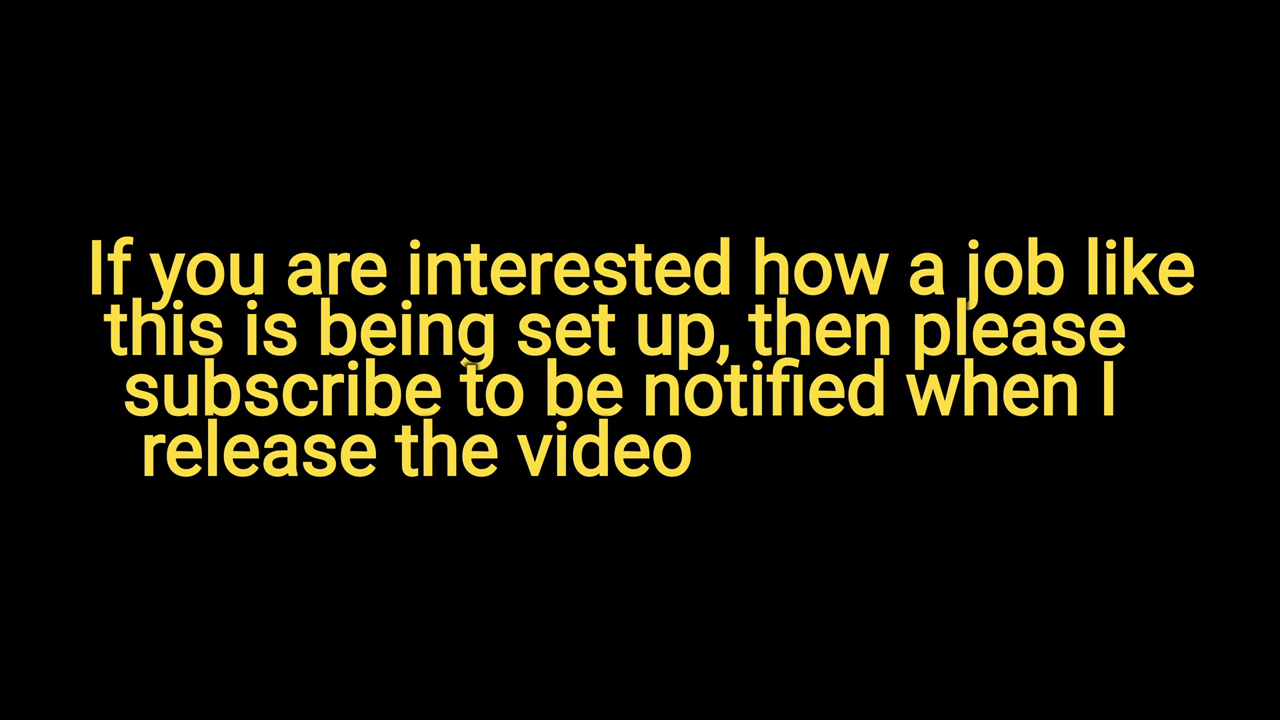 If you are interested how a job like
this is being set up, then please
subscribe to be notified when I
release the video